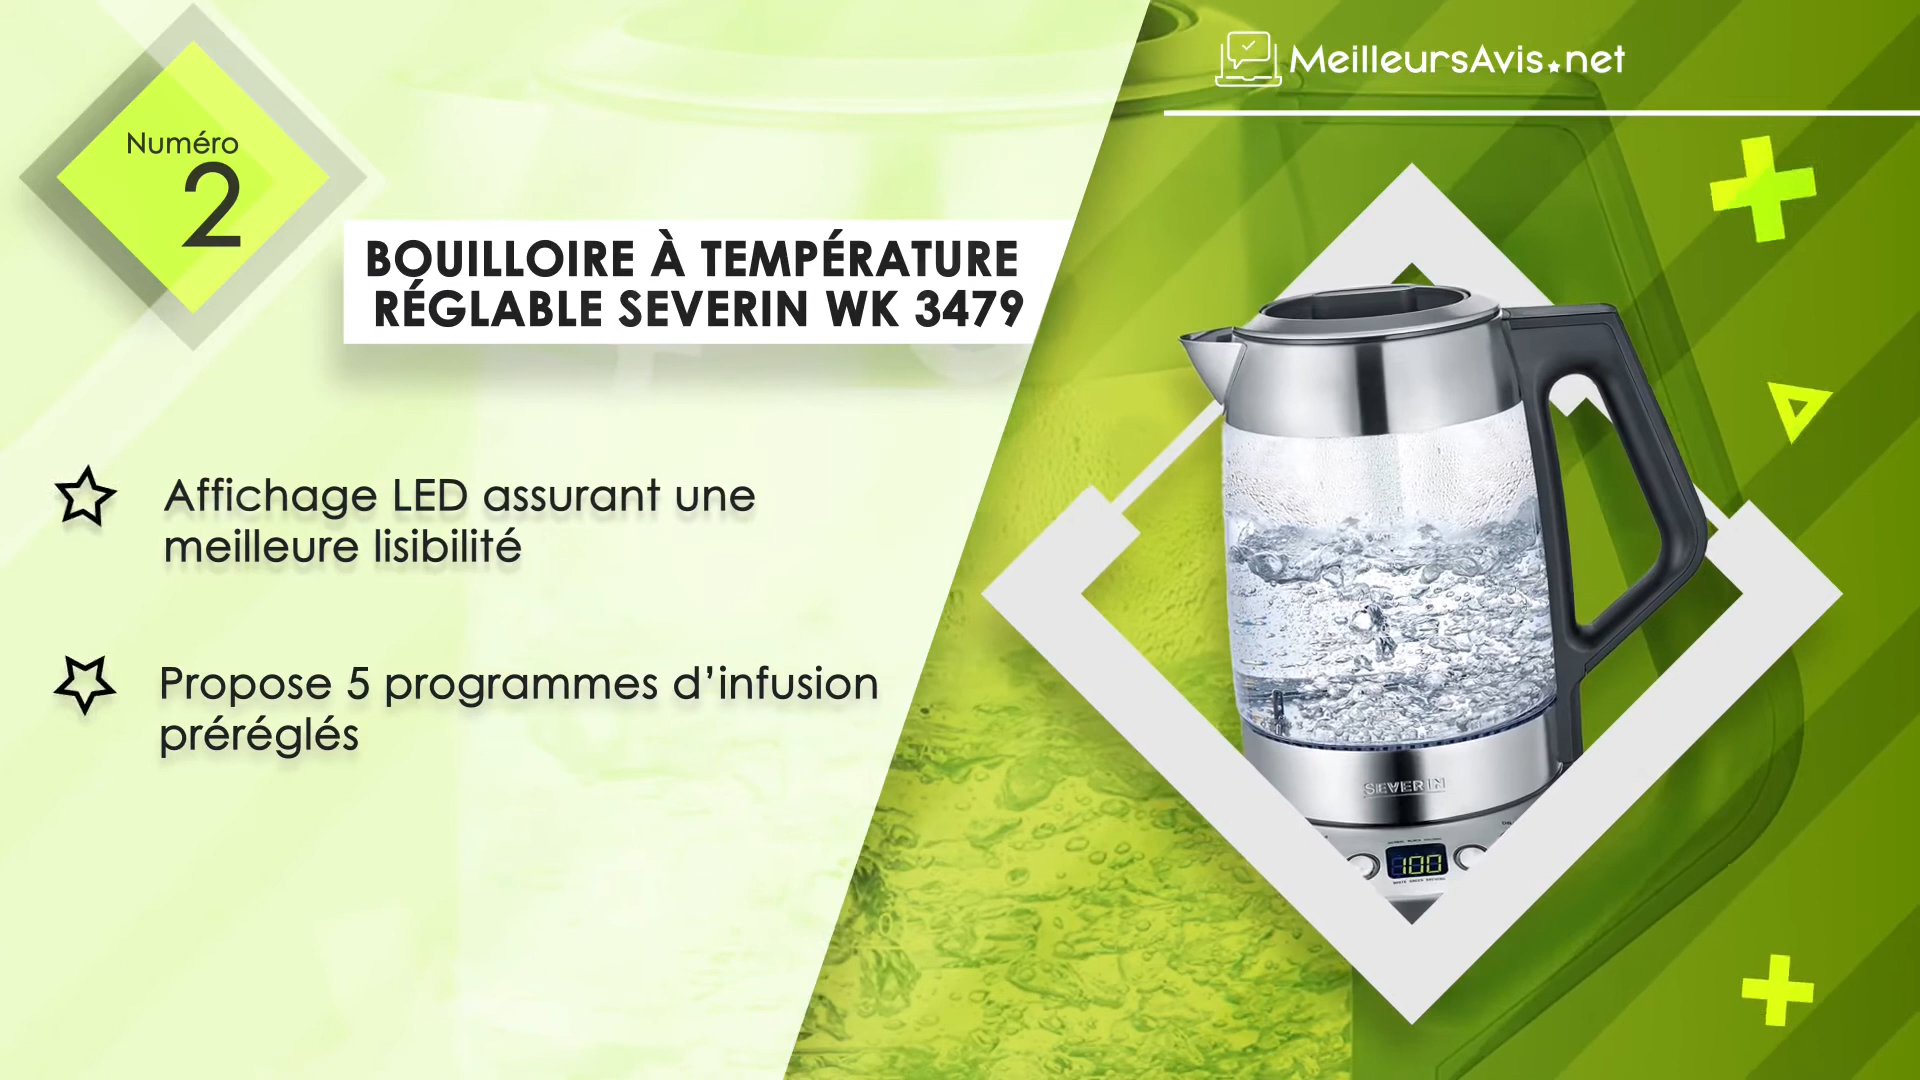 MeilleursAvis.net
Numéro
2
BOUILLOIRE À TEMPÉRATURE
RÉGLABLE SEVERIN WK 3479
Affichage LED assurant une
meilleure lisibilité
Propose 5 programmes d’infusion
préréglés
SEVERIN
100